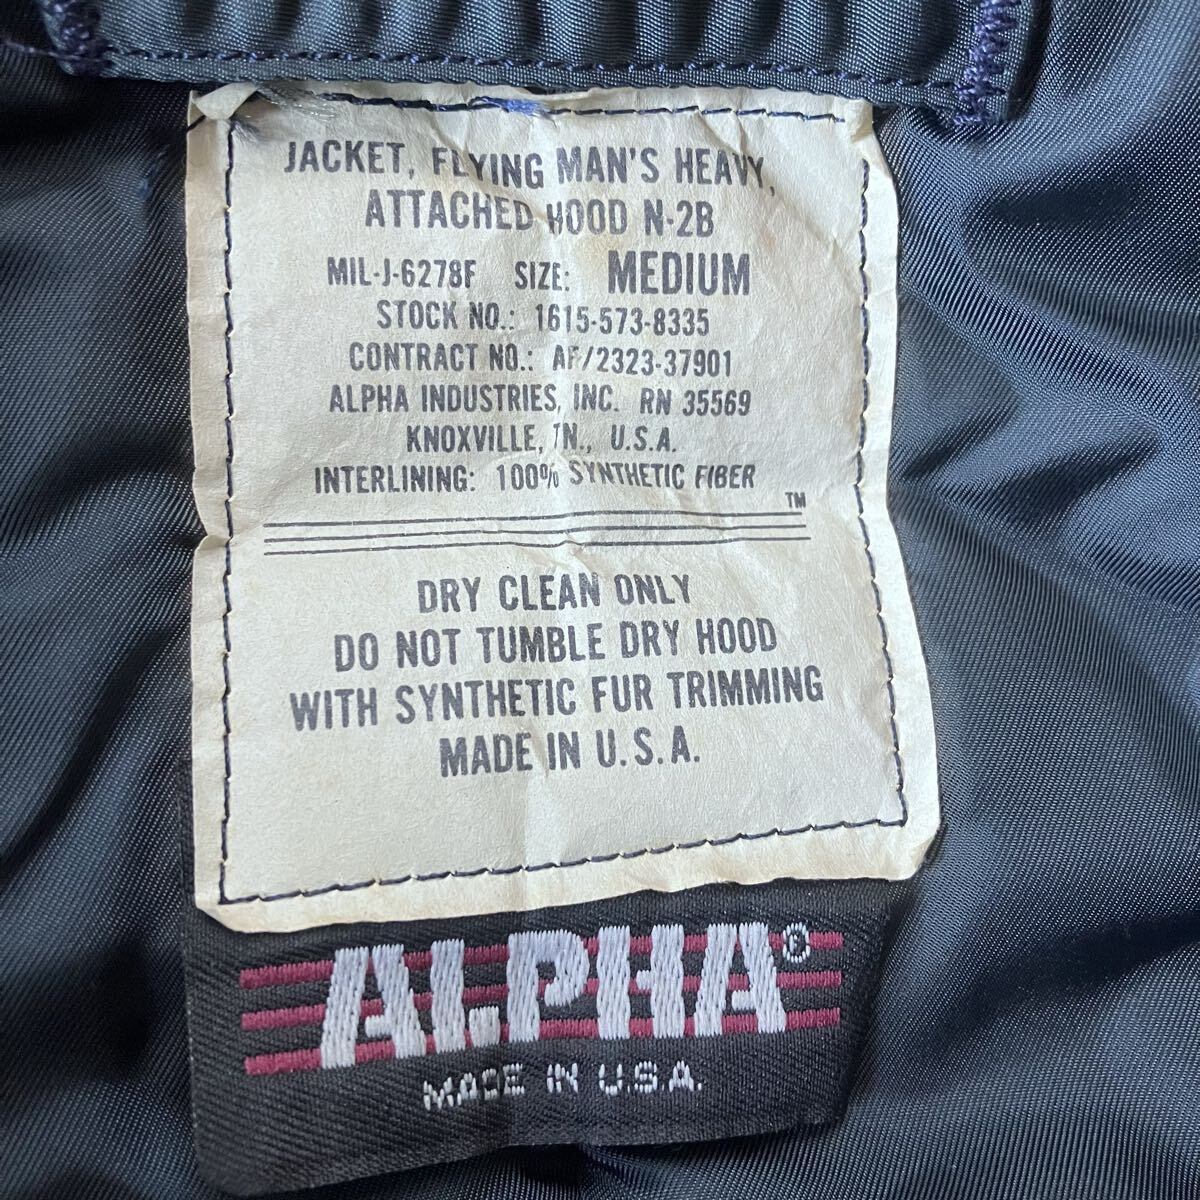 JACKET, FLYING MAN'S HEAVY,
ATTACHED HOOD N-2B
MIL-J-6278F SIZE: MEDIUM
STOCK NO.: 1615-573-8335
CONTRACT NO.: AF/2323-37901
ALPHA INDUSTRIES, INC. RN 35569
KNOXVILLE, TN., U.S.A.
INTERLINING: 100% SYNTHETIC FIBER
TM
DRY CLEAN ONLY
DO NOT TUMBLE DRY HOOD
WITH SYNTHETIC FUR TRIMMING
MADE IN U.S.A.
ALPHA®
MADE IN U.S.A.